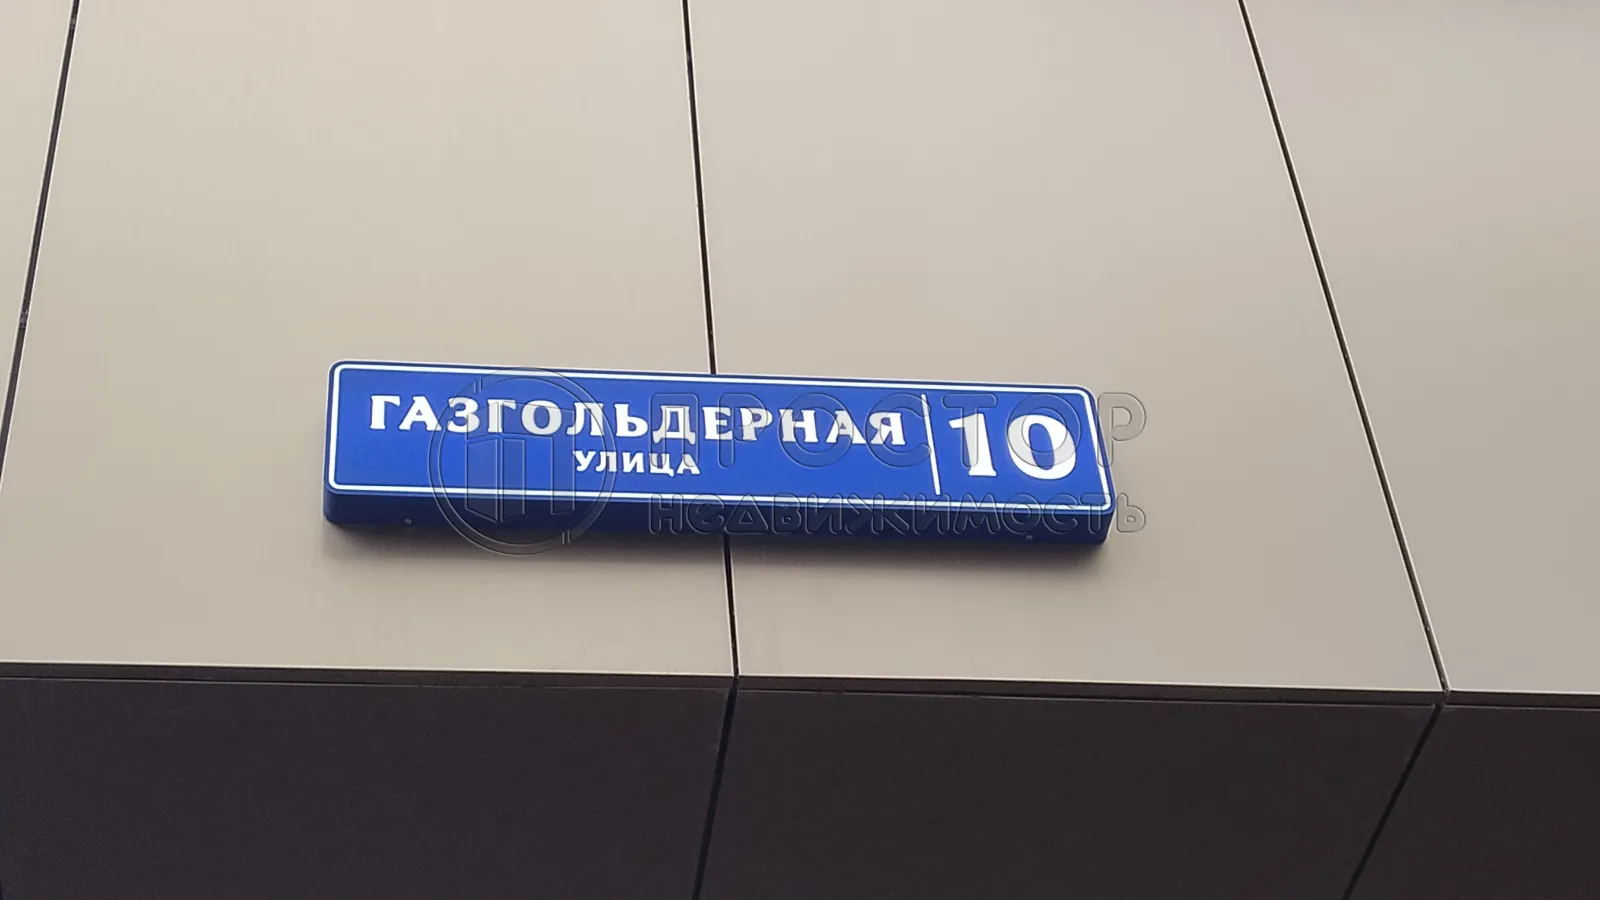 ГАЗГОЛЬДЕРНАЯ
УЛИЦА
10
ПРОСТОР
НЕДВИЖИМОСТЬ